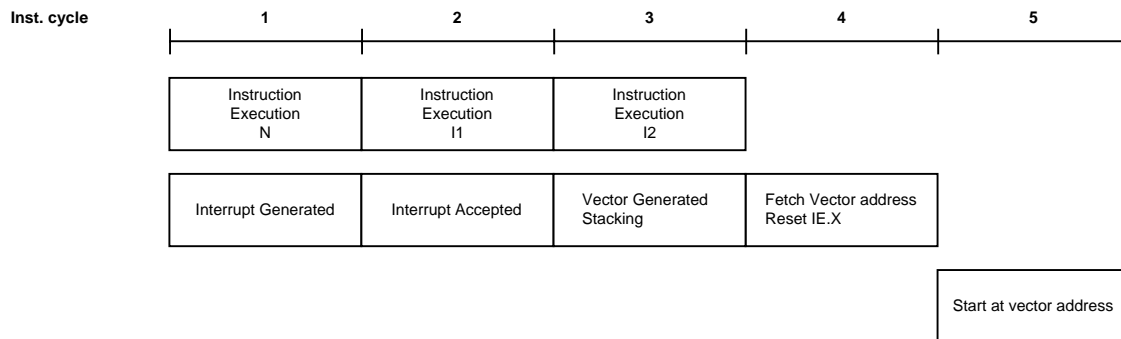 Inst. cycle 1 2 3 4 5
Instruction Execution N
Instruction Execution I1
Instruction Execution I2
Interrupt Generated
Interrupt Accepted
Vector Generated
Stacking
Fetch Vector address
Reset IE.X
Start at vector address